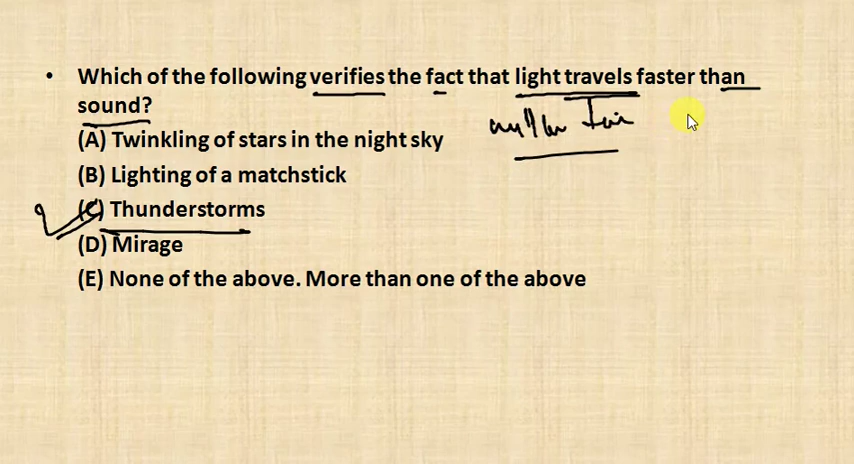 • Which of the following verifies the fact that light travels faster than
sound?
(A) Twinkling of stars in the night sky
(B) Lighting of a matchstick
(C) Thunderstorms
(D) Mirage
(E) None of the above. More than one of the above